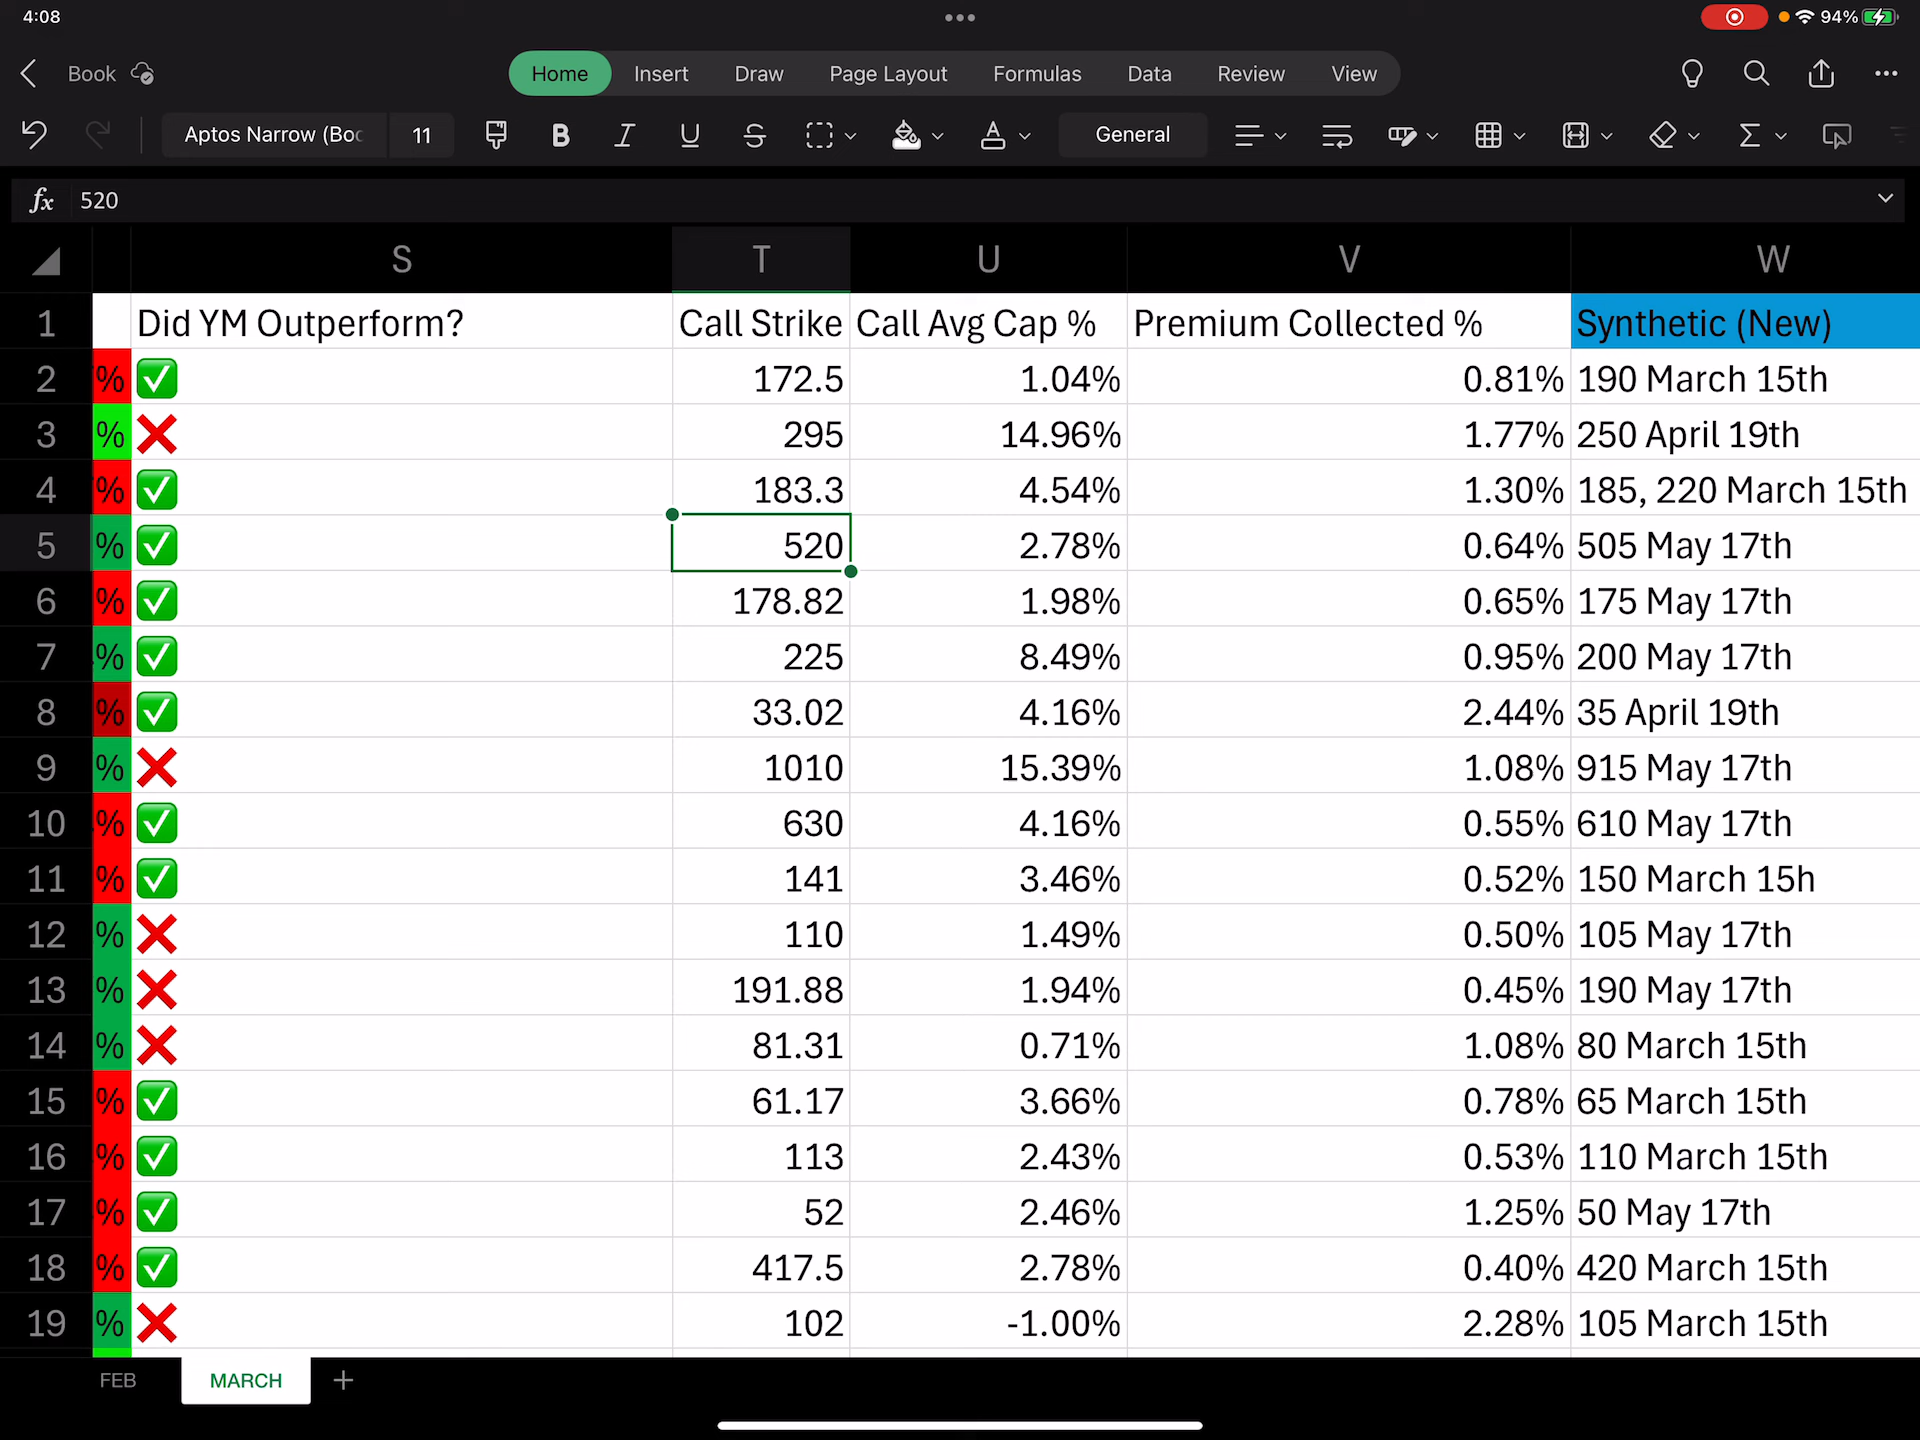 4:08
94%
Book
Home Insert Draw Page Layout Formulas Data Review View
Aptos Narrow (Boc 11 B I U S A General Σ
fx 520
S T U V W
1 Did YM Outperform? Call Strike Call Avg Cap % Premium Collected % Synthetic (New)
2 % 172.5 1.04% 0.81% 190 March 15th
3 % 295 14.96% 1.77% 250 April 19th
4 % 183.3 4.54% 1.30% 185, 220 March 15th
5 % 520 2.78% 0.64% 505 May 17th
6 % 178.82 1.98% 0.65% 175 May 17th
7 % 225 8.49% 0.95% 200 May 17th
8 % 33.02 4.16% 2.44% 35 April 19th
9 % 1010 15.39% 1.08% 915 May 17th
10 % 630 4.16% 0.55% 610 May 17th
11 % 141 3.46% 0.52% 150 March 15h
12 % 110 1.49% 0.50% 105 May 17th
13 % 191.88 1.94% 0.45% 190 May 17th
14 % 81.31 0.71% 1.08% 80 March 15th
15 % 61.17 3.66% 0.78% 65 March 15th
16 % 113 2.43% 0.53% 110 March 15th
17 % 52 2.46% 1.25% 50 May 17th
18 % 417.5 2.78% 0.40% 420 March 15th
19 % 102 -1.00% 2.28% 105 March 15th
FEB MARCH +